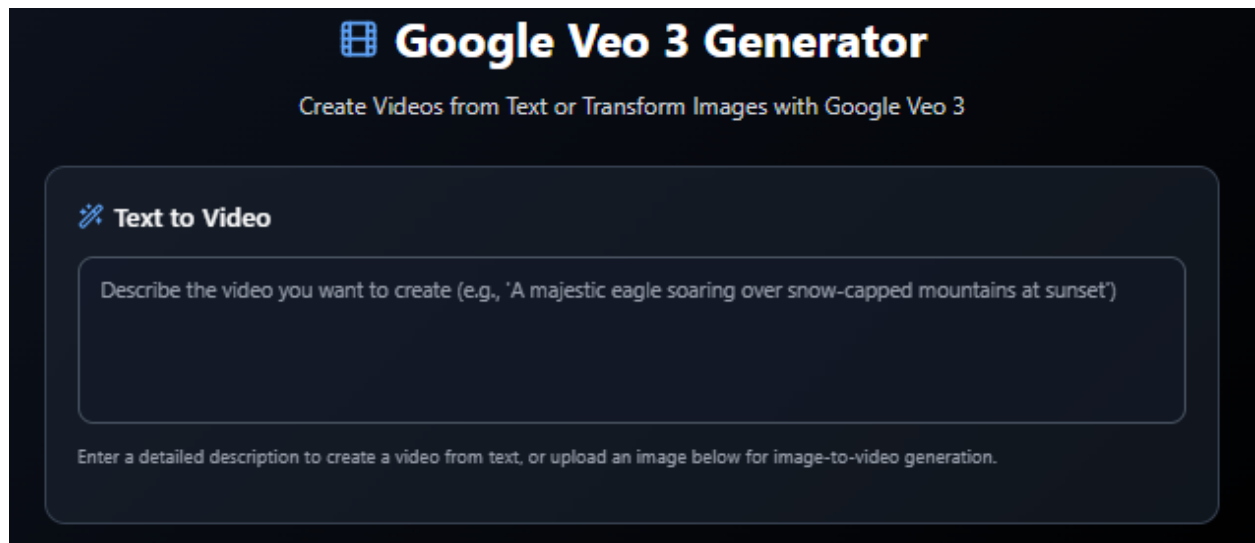 Google Veo 3 Generator
Create Videos from Text or Transform Images with Google Veo 3
Text to Video
Describe the video you want to create (e.g., 'A majestic eagle soaring over snow-capped mountains at sunset')
Enter a detailed description to create a video from text, or upload an image below for image-to-video generation.